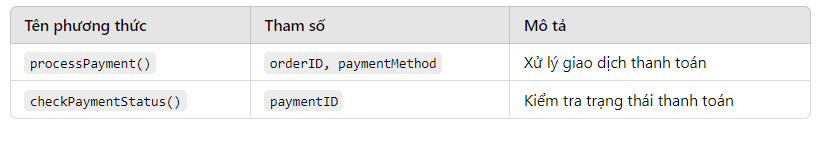 Tên phương thức Tham số Mô tả
processPayment() orderID, paymentMethod Xử lý giao dịch thanh toán
checkPaymentStatus() paymentID Kiểm tra trạng thái thanh toán